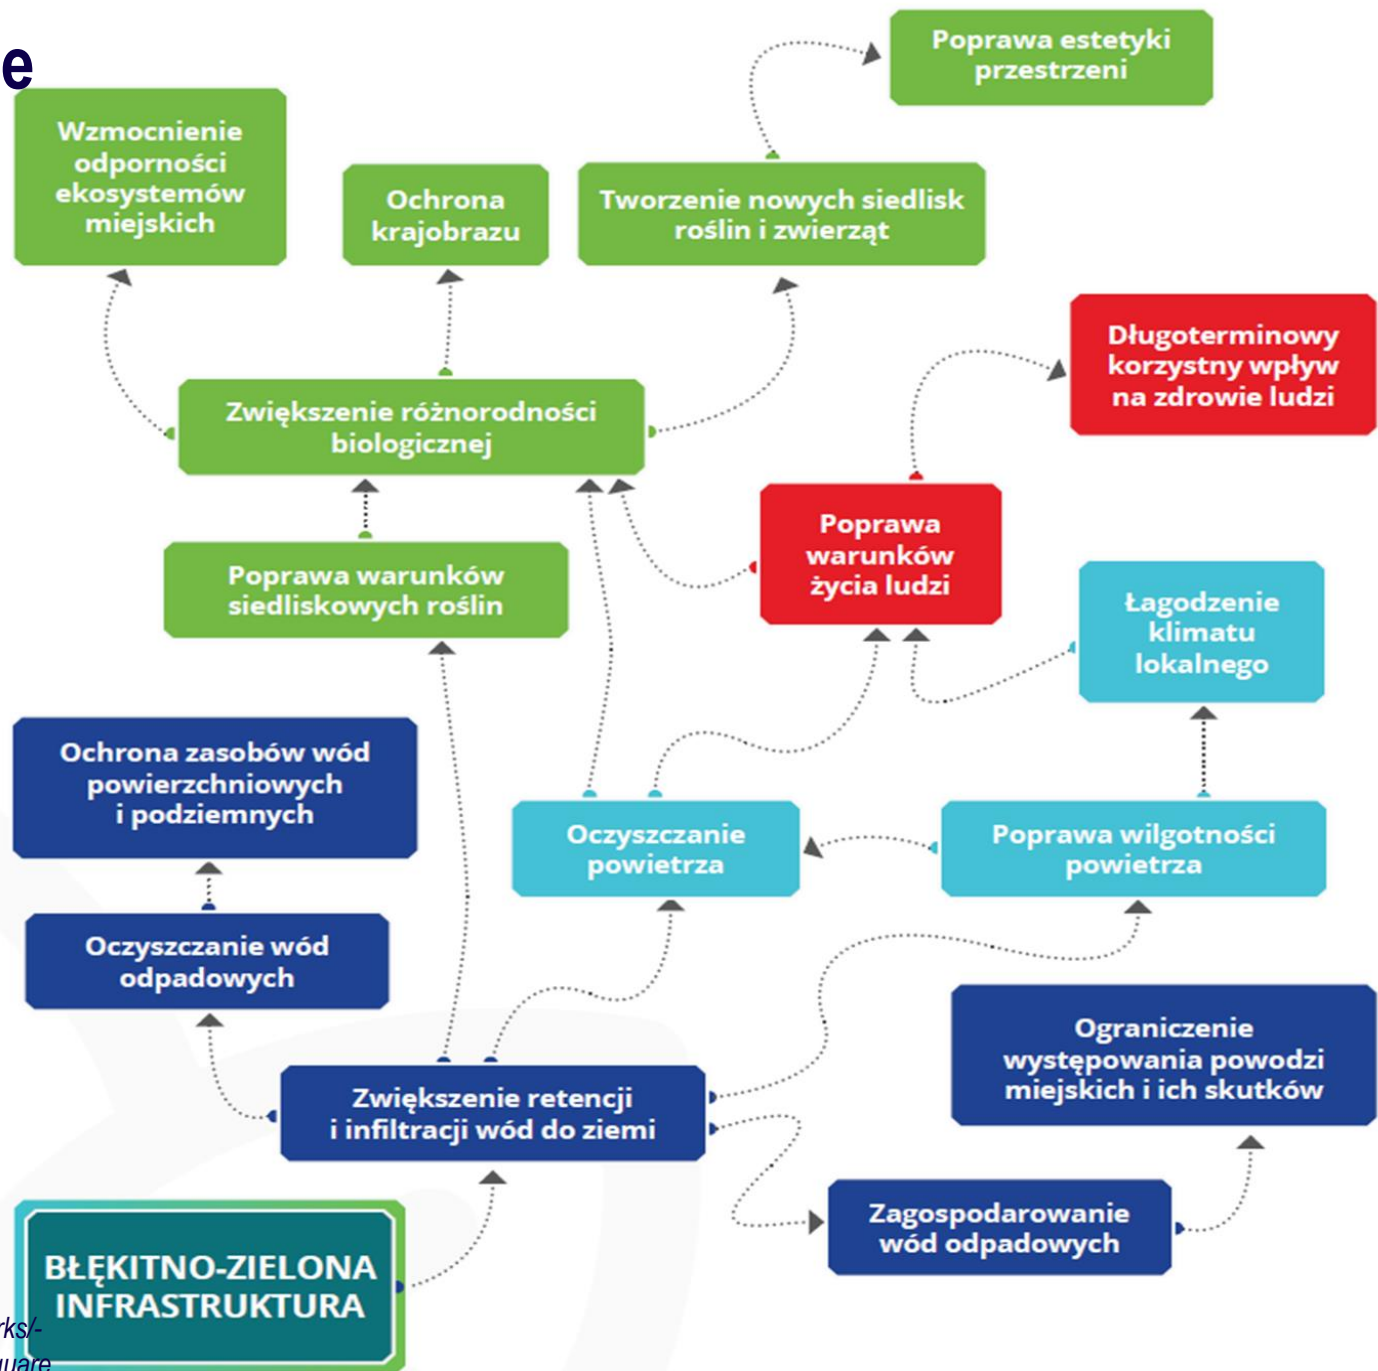 e
Poprawa estetyki
przestrzeni
Wzmocnienie
odporności
ekosystemów
miejskich
Ochrona
krajobrazu
Tworzenie nowych siedlisk
roślin i zwierząt
Długoterminowy
korzystny wpływ
na zdrowie ludzi
Zwiększenie różnorodności
biologicznej
Poprawa
warunków
życia ludzi
Poprawa warunków
siedliskowych roślin
Łagodzenie
klimatu
lokalnego
Ochrona zasobów wód
powierzchniowych
i podziemnych
Oczyszczanie
powietrza
Poprawa wilgotności
powietrza
Oczyszczanie wód
odpadowych
Ograniczenie
występowania powodzi
miejskich i ich skutków
Zwiększenie retencji
i infiltracji wód do ziemi
Zagospodarowanie
wód odpadowych
BŁĘKITNO-ZIELONA
INFRASTRUKTURA
rks/-